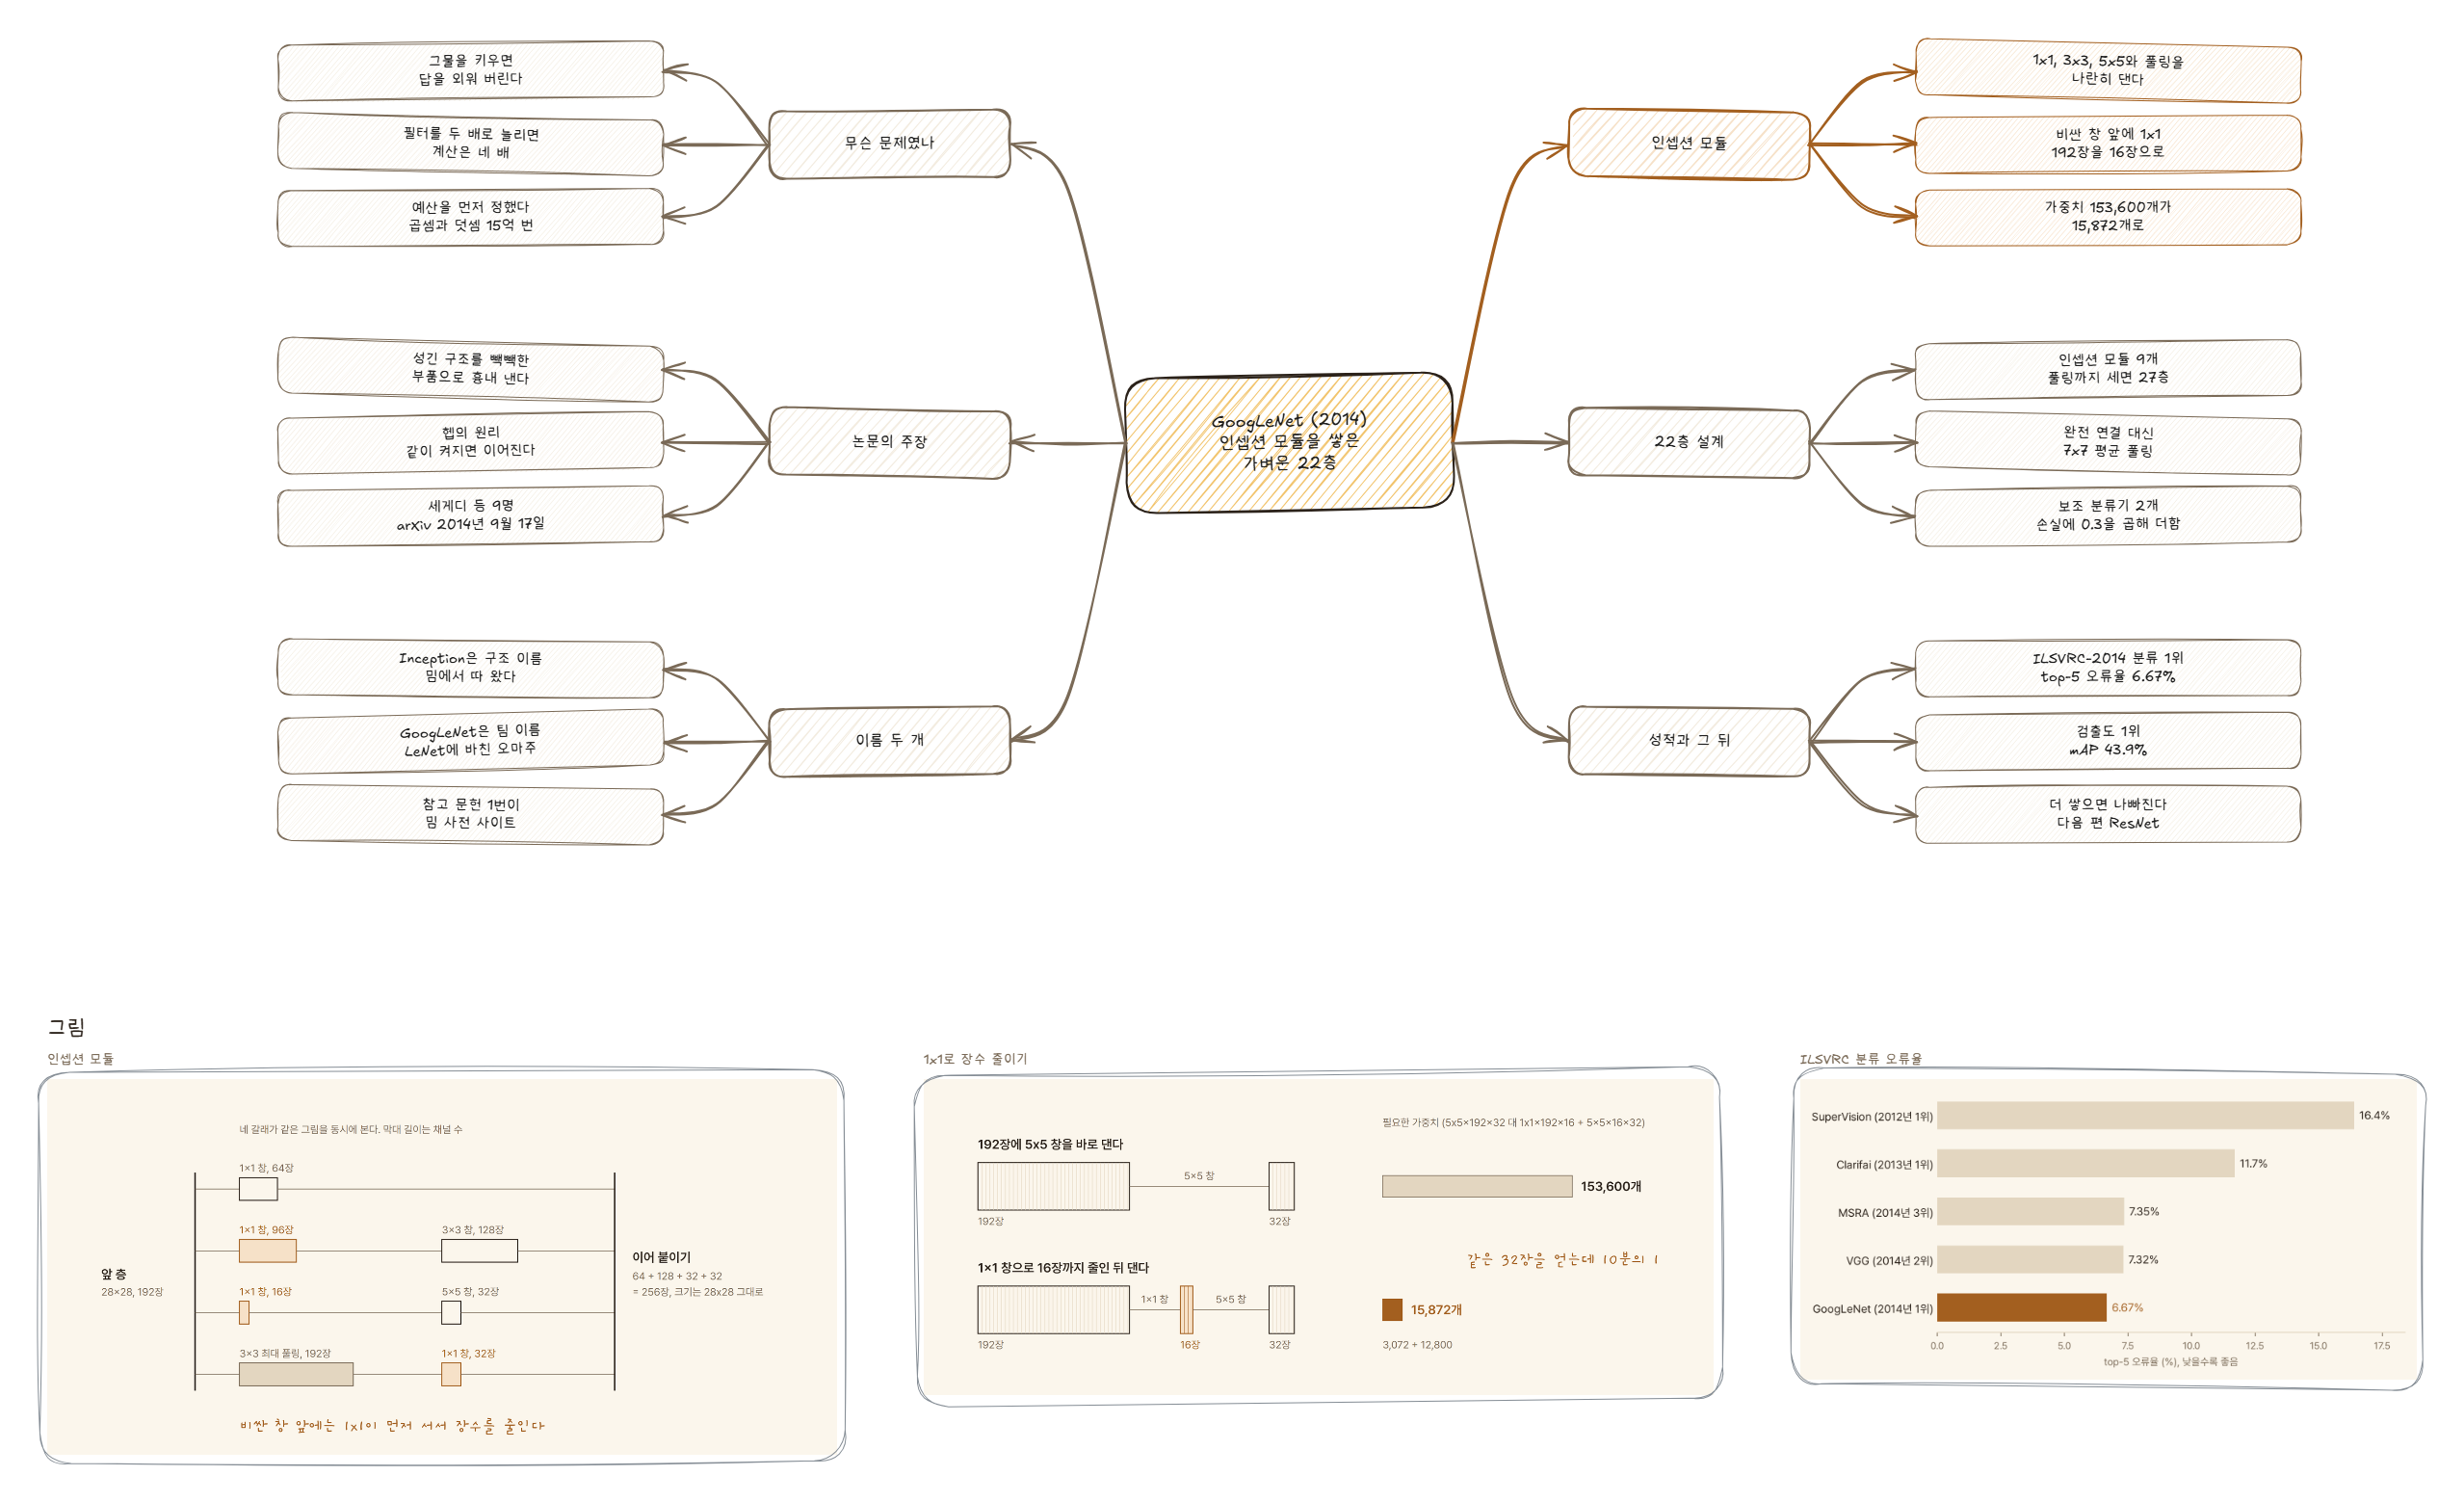 그물을 키우면
답을 외워 버린다
필터를 두 배로 늘리면
계산은 네 배
예산을 먼저 정했다
곱셈과 덧셈 15억 번
무슨 문제였나
성긴 구조를 빽빽한
부품으로 흉내 낸다
헵의 원리
같이 켜지면 이어진다
세게디 등 9명
arXiv 2014년 9월 17일
논문의 주장
Inception은 구조 이름
밈에서 따 왔다
GoogLeNet은 팀 이름
LeNet에 바친 오마주
참고 문헌 1번이
밈 사전 사이트
이름 두 개
GoogLeNet (2014)
인셉션 모듈을 쌓은
가벼운 22층
인셉션 모듈
1x1, 3x3, 5x5와 풀링을
나란히 댄다
비싼 창 앞에 1x1
192장을 16장으로
가중치 153,600개가
15,872개로
22층 설계
인셉션 모듈 9개
풀링까지 세면 27층
완전 연결 대신
7x7 평균 풀링
보조 분류기 2개
손실에 0.3을 곱해 더함
성적과 그 뒤
ILSVRC-2014 분류 1위
top-5 오류율 6.67%
검출도 1위
mAP 43.9%
더 쌓으면 나빠진다
다음 편 ResNet
그림
인셉션 모듈
네 갈래가 같은 그림을 동시에 본다. 막대 길이는 채널 수
1×1 창, 64장
1×1 창, 96장
3×3 창, 128장
앞 층
28×28, 192장
1×1 창, 16장
5×5 창, 32장
3×3 최대 풀링, 192장
1×1 창, 32장
이어 붙이기
64 + 128 + 32 + 32
= 256장, 크기는 28x28 그대로
비싼 창 앞에는 1x1이 먼저 서서 장수를 줄인다
1x1로 장수 줄이기
192장에 5x5 창을 바로 댄다
5×5 창
192장
32장
1×1 창으로 16장까지 줄인 뒤 댄다
1×1 창
5×5 창
192장
16장
32장
필요한 가중치 (5x5×192×32 대 1x1×192×16 + 5×5×16×32)
153,600개
같은 32장을 얻는데 10분의 1
15,872개
3,072 + 12,800
ILSVRC 분류 오류율
SuperVision (2012년 1위)
16.4%
Clarifai (2013년 1위)
11.7%
MSRA (2014년 3위)
7.35%
VGG (2014년 2위)
7.32%
GoogLeNet (2014년 1위)
6.67%
0.0 2.5 5.0 7.5 10.0 12.5 15.0 17.5
top-5 오류율 (%), 낮을수록 좋음